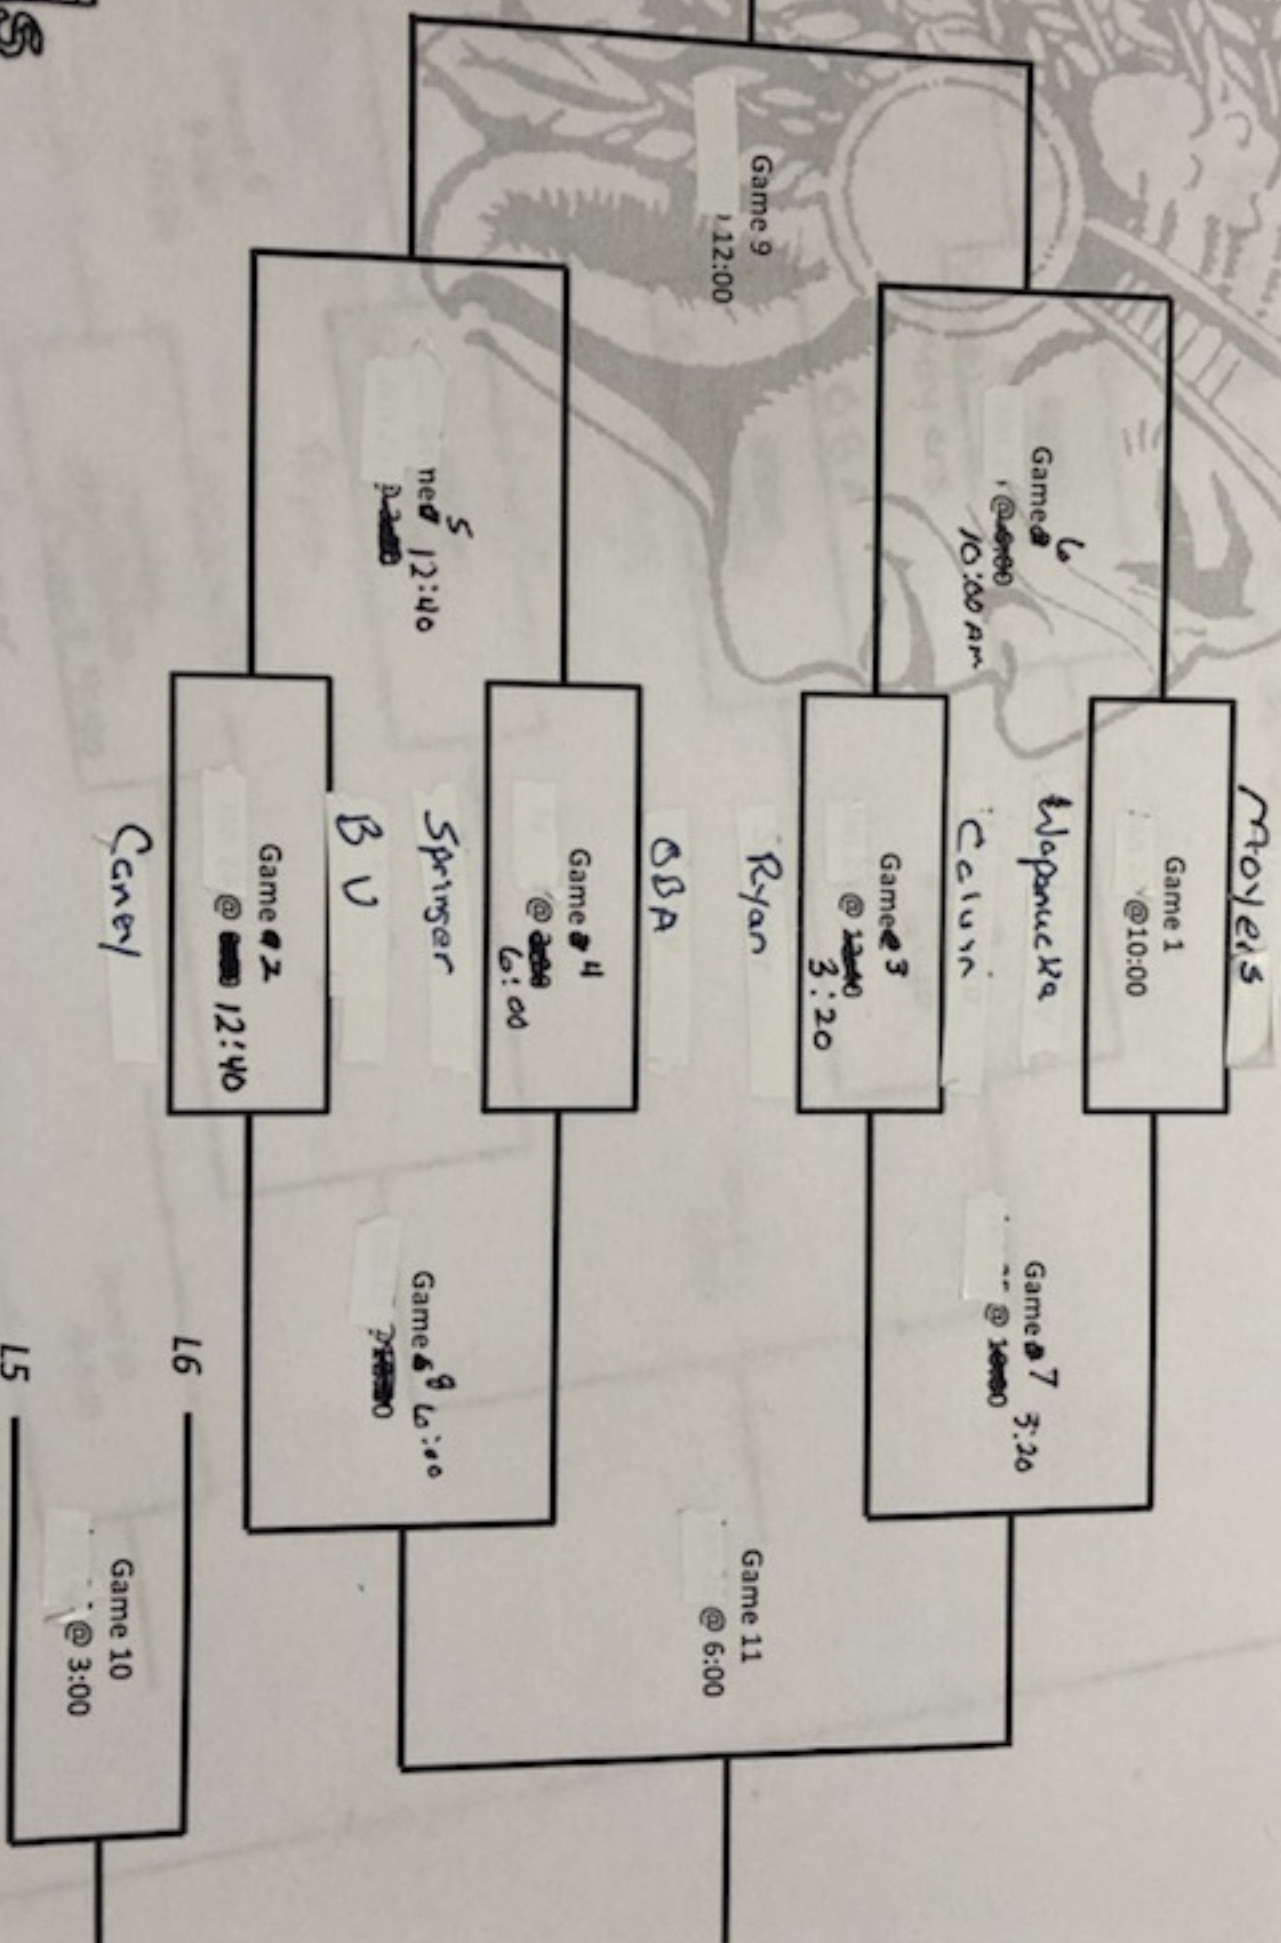 Moyers
Game 1
@10:00
Wapanucka
Game 6
@
10:00 AM
Game 7 3:20
@
Calvin
Game 3
@
3:20
Ryan
Game 9
12:00
Game 11
@ 6:00
OBA
Game 4
@
6:00
Springer
5
12:40
Game 8 6:00
BU
Game 2
@ 12:40
Caney
L6
Game 10
@ 3:00
L5